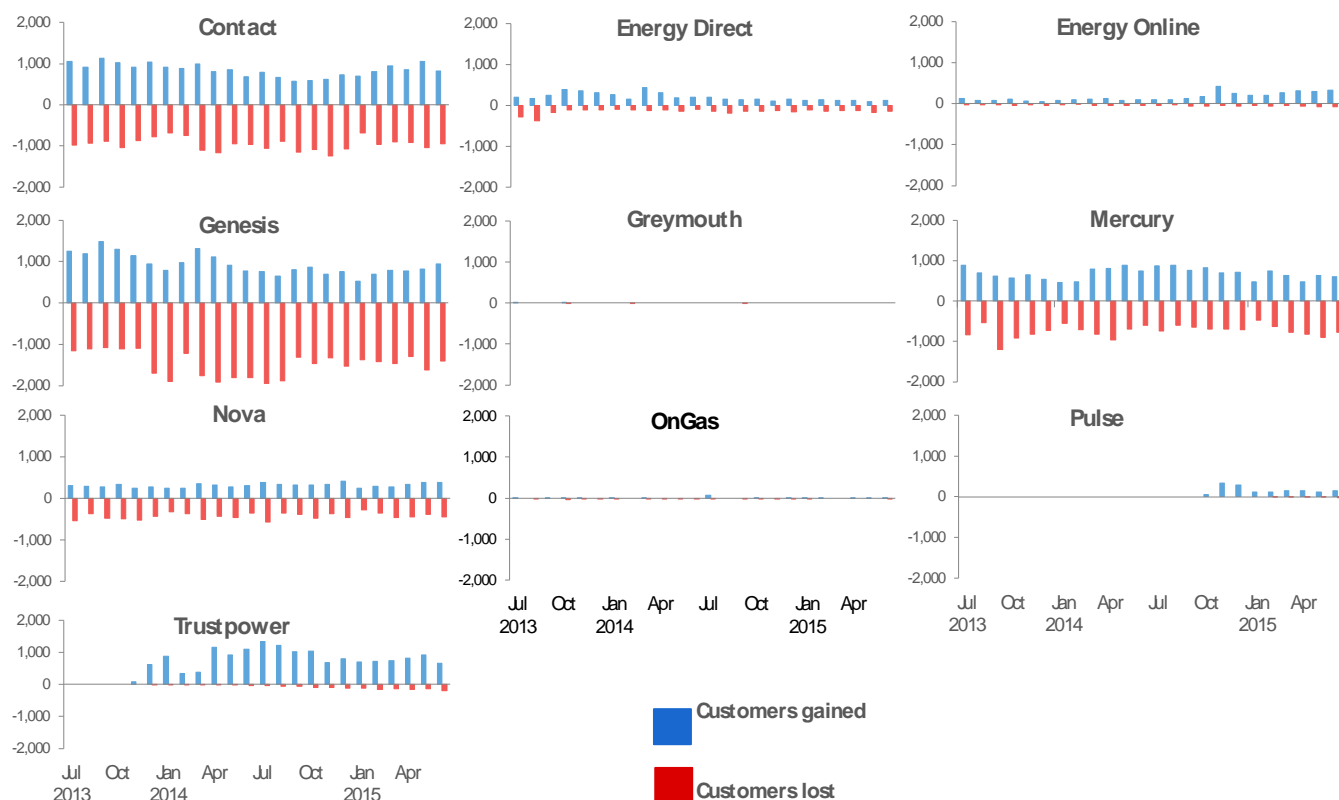 Contact
2,000
1,000
0
-1,000
-2,000
Energy Direct
2,000
1,000
0
-1,000
-2,000
Energy Online
2,000
1,000
0
-1,000
-2,000
Genesis
2,000
1,000
0
-1,000
-2,000
Greymouth
2,000
1,000
0
-1,000
-2,000
Mercury
2,000
1,000
0
-1,000
-2,000
Nova
2,000
1,000
0
-1,000
-2,000
OnGas
2,000
1,000
0
-1,000
-2,000
Jul Oct Jan Apr Jul Oct Jan Apr
2013 2014 2015
Pulse
2,000
1,000
0
-1,000
-2,000
Jul Oct Jan Apr Jul Oct Jan Apr
2013 2014 2015
Trustpower
2,000
1,000
0
-1,000
-2,000
Jul Oct Jan Apr Jul Oct Jan Apr
2013 2014 2015
Customers gained
Customers lost